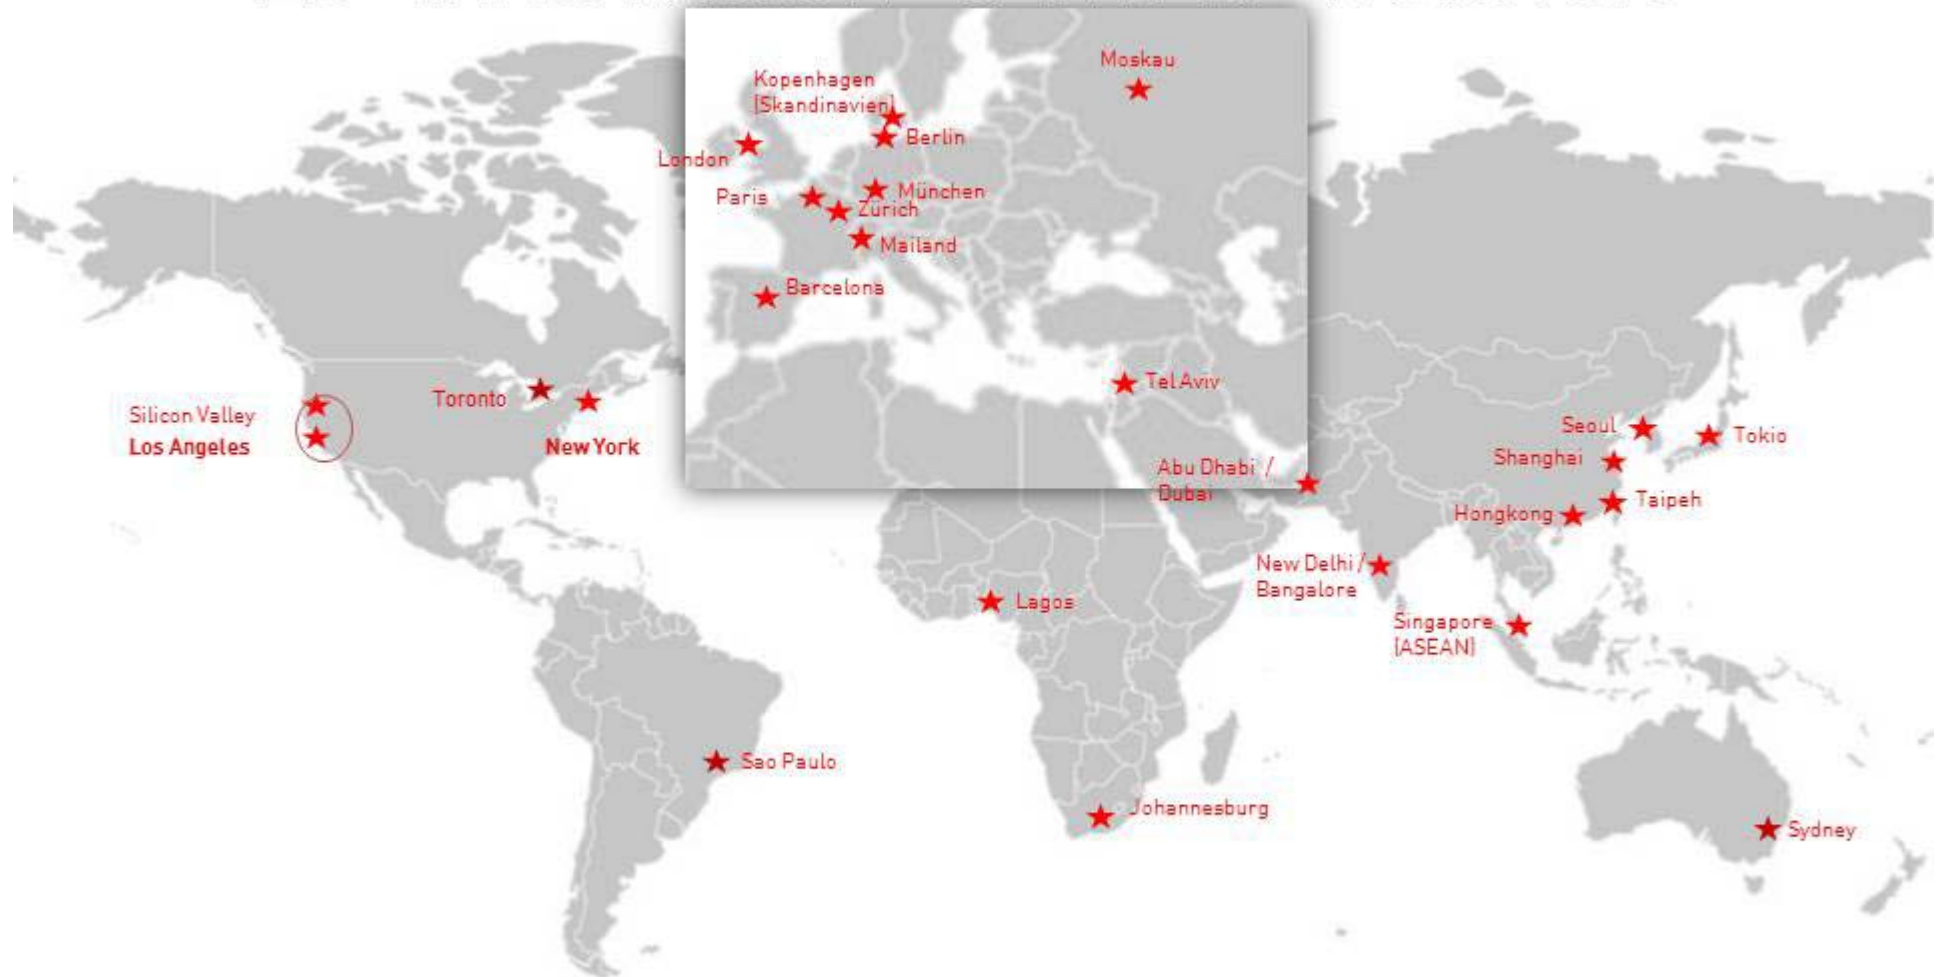 Moskau
Kopenhagen
(Skandinavien)
Berlin
London
München
Paris
Zürich
Mailand
Barcelona
Tel Aviv
Toronto
Silicon Valley
Los Angeles
New York
Seoul
Tokio
Shanghai
Abu Dhabi /
Dubai
Taipeh
Hongkong
New Delhi /
Bangalore
Lagos
Singapore
(ASEAN)
Sao Paulo
Johannesburg
Sydney